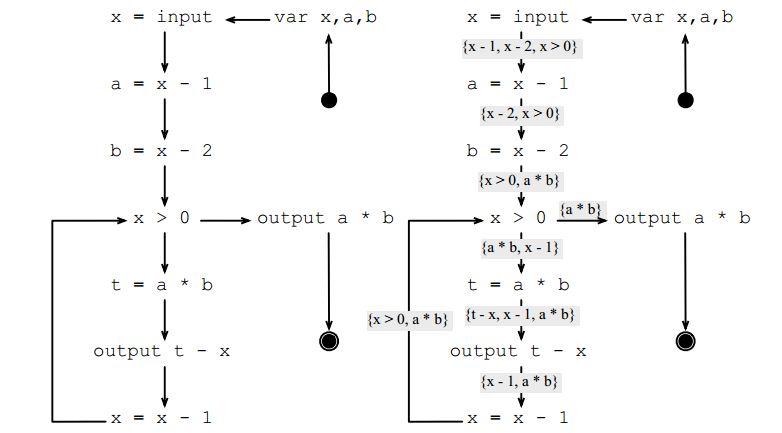 x = input
var x,a,b
a = x - 1
b = x - 2
x > 0
output a * b
t = a * b
output t - x
x = x - 1
x = input
var x,a,b
{x - 1, x - 2, x > 0}
a = x - 1
{x - 2, x > 0}
b = x - 2
{x > 0, a * b}
x > 0
{a * b}
output a * b
{a * b, x - 1}
t = a * b
{x > 0, a * b}
{t - x, x - 1, a * b}
output t - x
{x - 1, a * b}
x = x - 1